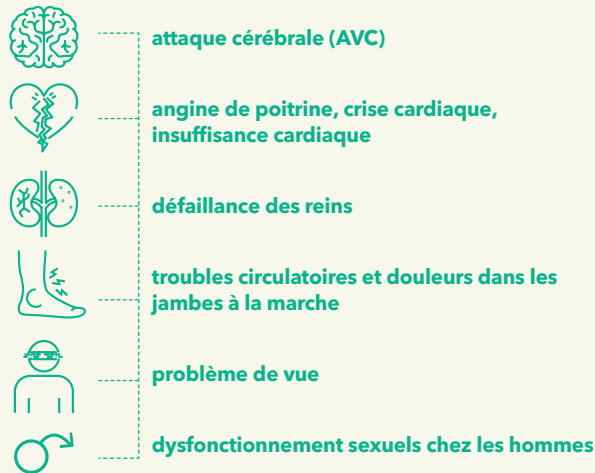 attaque cérébrale (AVC)
angine de poitrine, crise cardiaque,
insuffisance cardiaque
défaillance des reins
troubles circulatoires et douleurs dans les
jambes à la marche
problème de vue
dysfonctionnement sexuels chez les hommes